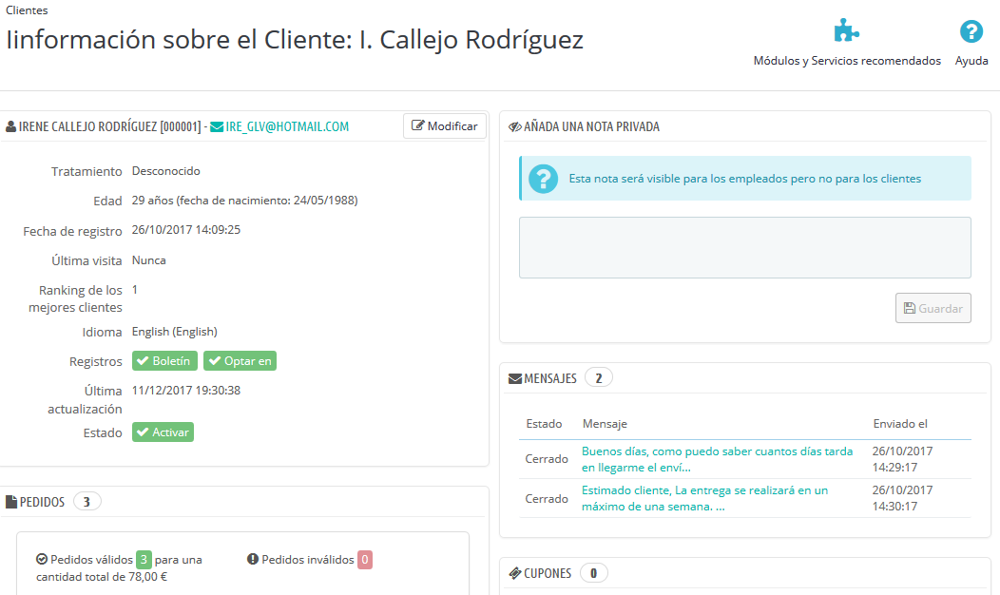 Clientes
Iinformación sobre el Cliente: I. Callejo Rodríguez
Módulos y Servicios recomendados
Ayuda
IRENE CALLEJO RODRÍGUEZ [000001] - IRE_GLV@HOTMAIL.COM
Modificar
Tratamiento Desconocido
Edad 29 años (fecha de nacimiento: 24/05/1988)
Fecha de registro 26/10/2017 14:09:25
Última visita Nunca
Ranking de los 1
mejores clientes
Idioma English (English)
Registros Boletín Optar en
Última 11/12/2017 19:30:38
actualización
Estado Activar
PEDIDOS 3
Pedidos válidos 3 para una
cantidad total de 78,00 €
Pedidos inválidos 0
AÑADA UNA NOTA PRIVADA
Esta nota será visible para los empleados pero no para los clientes
Guardar
MENSAJES 2
Estado Mensaje Enviado el
Cerrado
Buenos días, como puedo saber cuantos días tarda
en llegarme el enví...
26/10/2017
14:29:17
Cerrado
Estimado cliente, La entrega se realizará en un
máximo de una semana. ...
26/10/2017
14:30:17
CUPONES 0